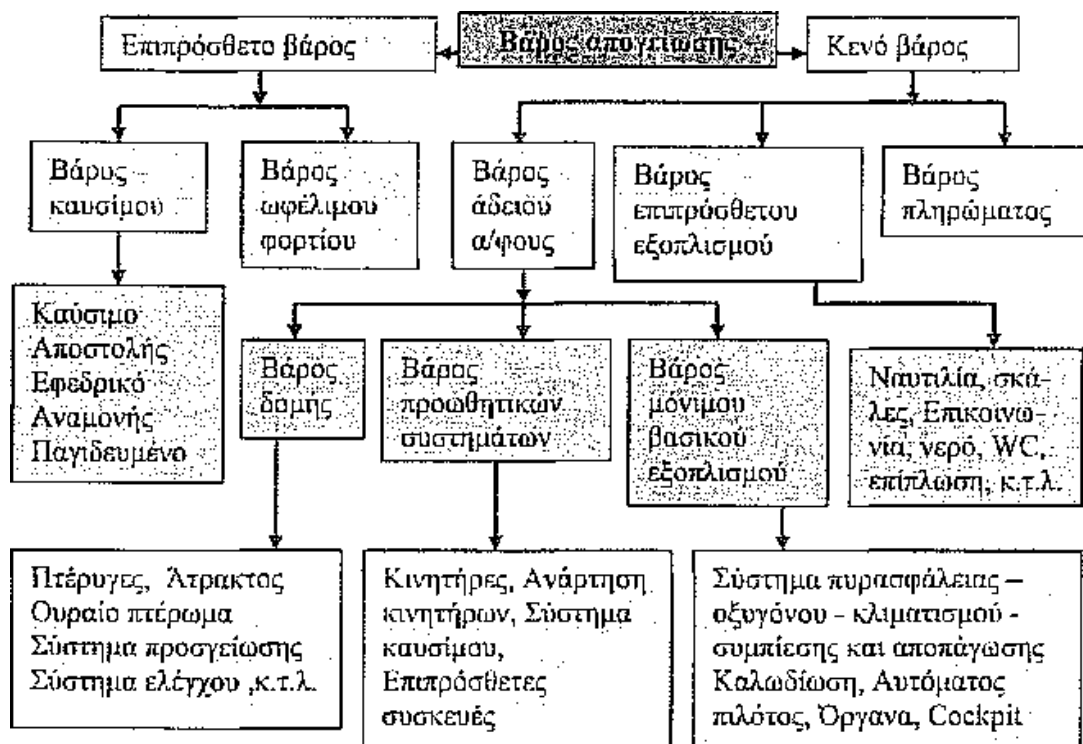 Επιπρόσθετο βάρος
Βάρος απογείωσης
Κενό βάρος
Βάρος
καυσίμου
Βάρος
ωφέλιμου
φορτίου
Βάρος
άδειου
α/φους
Βάρος
επιπρόσθετου
εξοπλισμού
Βάρος
πληρώματος
Καύσιμο
Αποστολής
Εφεδρικό
Αναμονής
Παγιδευμένο
Βάρος
δομης
Βάρος
προωθητικών
συστημάτων
Βάρος
μόνιμου
βασικού
εξοπλισμού
Ναυτιλία, σκά-
λες, Επικοινω-
νία, νερό, WC,
επίπλωση, κ.τ.λ.
Πτέρυγες, Άτρακτος
Ουραίο πτέρωμα
Σύστημα προσγείωσης
Σύστημα ελέγχου ,κ.τ.λ.
Κινητήρες, Ανάρτηση
κινητήρων, Σύστημα
καυσίμου,
Επιπρόσθετες
συσκευές
Σύστημα πυρασφάλειας –
οξυγόνου - κλιματισμού -
συμπίεσης και αποπάγωσης
Καλωδίωση, Αυτόματος
πιλότος, Όργανα, Cockpit